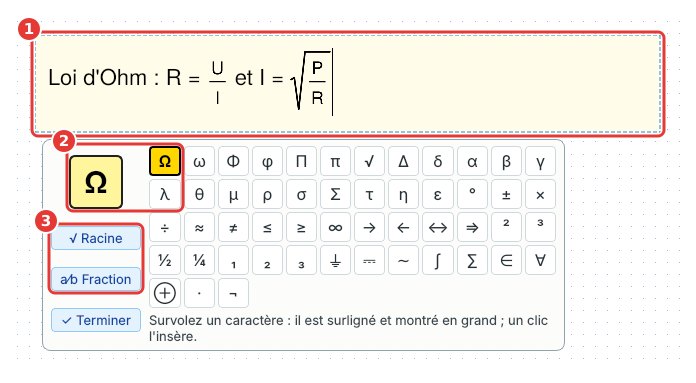 1
Loi d'Ohm : R = U/I et I = √(P/R)
2
Ω
Ω ω Φ φ Π π √ Δ δ α β γ
λ θ μ ρ σ Σ τ η ε ° ± ×
3
√ Racine
÷ ≈ ≠ ≤ ≥ ∞ → ← ↔ ⇒ ² ³
a⁄b Fraction
½ ¼ ₁ ₂ ₃ ⏚ ⎓ ~ ∫ ∑ ∈ ∀
⊕ · ¬
✓ Terminer
Survolez un caractère : il est surligné et montré en grand ; un clic
l'insère.